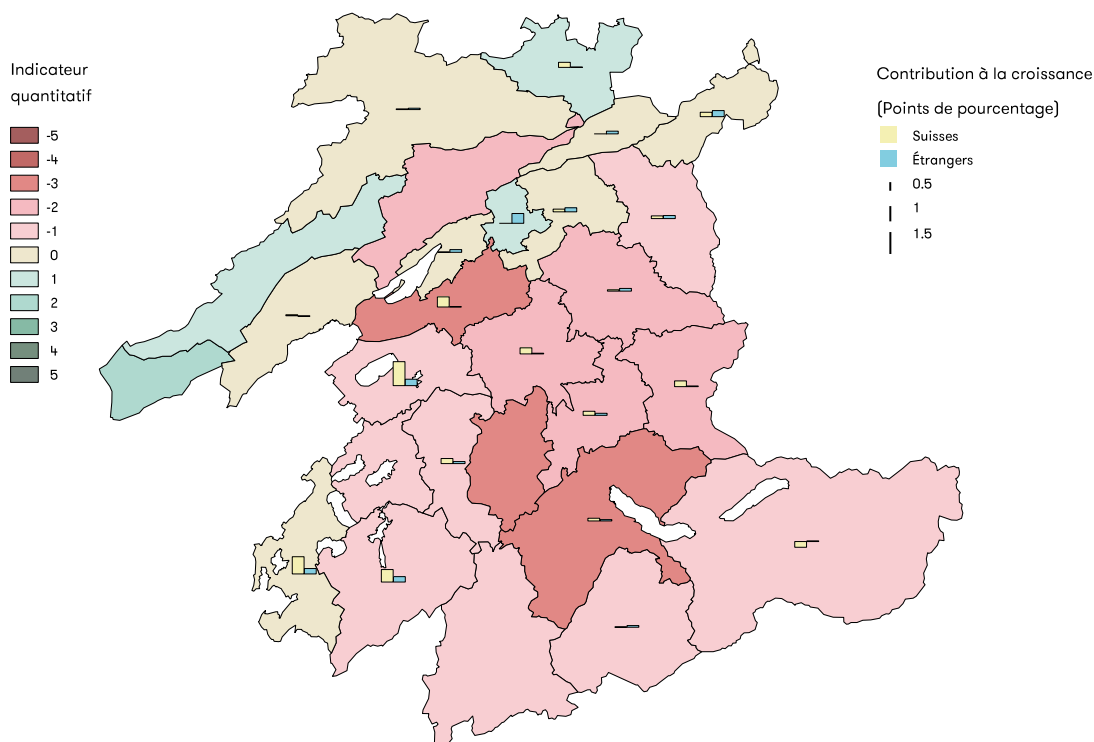 Indicateur
quantitatif
-5
-4
-3
-2
-1
0
1
2
3
4
5
Contribution à la croissance
(Points de pourcentage)
Suisses
Étrangers
0.5
1
1.5